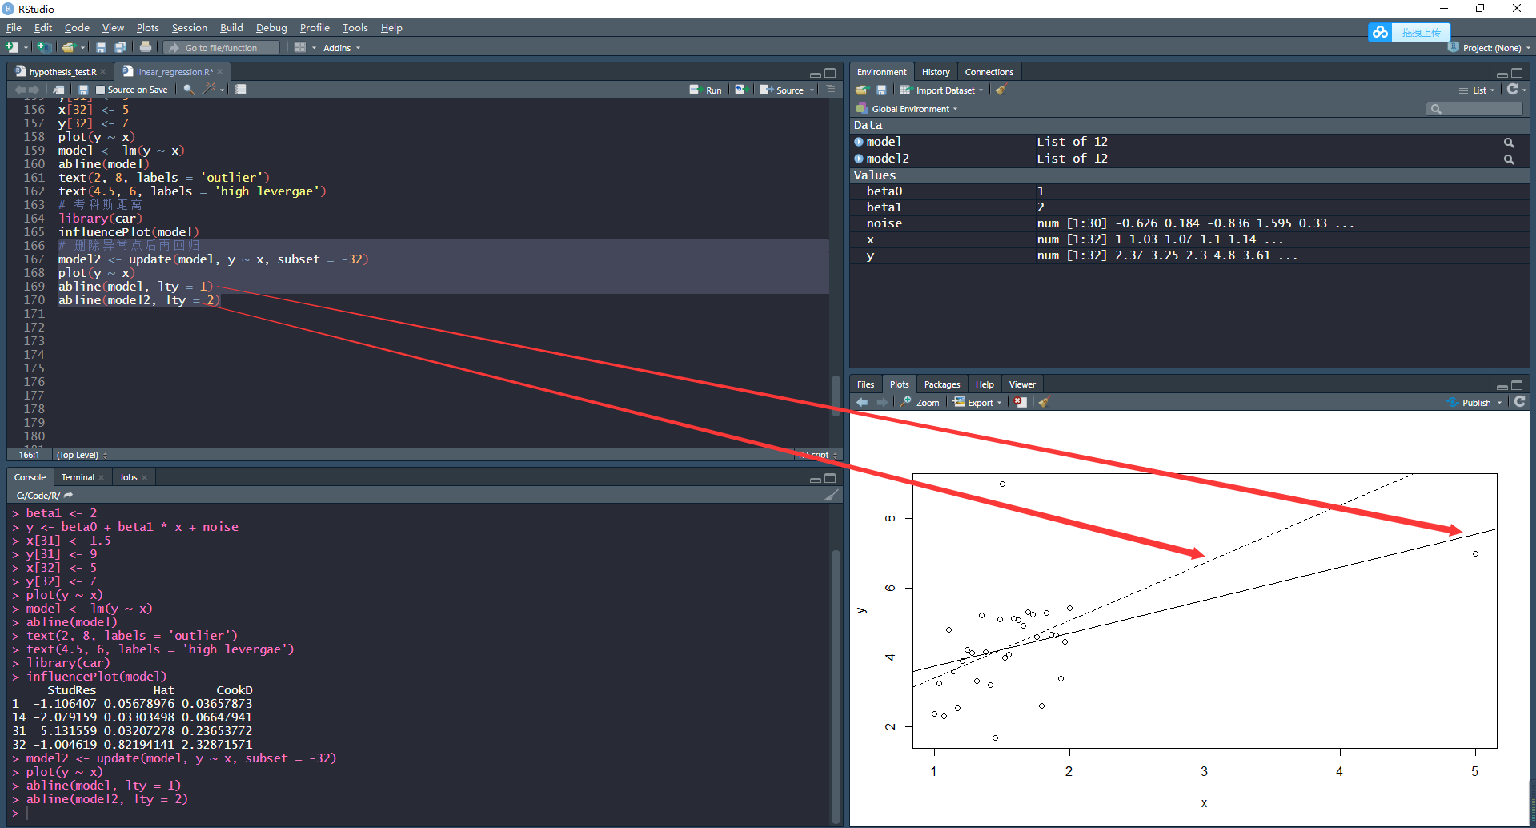 RStudio
File Edit Code View Plots Session Build Debug Profile Tools Help
Go to file/function Addins
拖拽上传
Project: (None)
hypothesis_test.R
linear_regression.R*
Source on Save Run Source
156 x[32] <- 5
157 y[32] <- 7
158 plot(y ~ x)
159 model <- lm(y ~ x)
160 abline(model)
161 text(2, 8, labels = 'outlier')
162 text(4.5, 6, labels = 'high levergae')
163 # 考科斯距离
164 library(car)
165 influencePlot(model)
166 # 删除异常点后再回归
167 model2 <- update(model, y ~ x, subset = -32)
168 plot(y ~ x)
169 abline(model, lty = 1)
170 abline(model2, lty = 2)
171
172
173
174
175
176
177
178
179
180
181
166:1 (Top Level) R Script
Console Terminal Jobs
C:/Code/R/
> beta1 <- 2
> y <- beta0 + beta1 * x + noise
> x[31] <- 1.5
> y[31] <- 9
> x[32] <- 5
> y[32] <- 7
> plot(y ~ x)
> model <- lm(y ~ x)
> abline(model)
> text(2, 8, labels = 'outlier')
> text(4.5, 6, labels = 'high levergae')
> library(car)
> influencePlot(model)
StudRes Hat CookD
1 -1.106407 0.05678976 0.03657873
14 -2.079159 0.03303498 0.06647941
31 5.131559 0.03207278 0.23653772
32 -1.004619 0.82194141 2.32871571
> model2 <- update(model, y ~ x, subset = -32)
> plot(y ~ x)
> abline(model, lty = 1)
> abline(model2, lty = 2)
>
Environment History Connections
Import Dataset List
Global Environment
Data
model List of 12
model2 List of 12
Values
beta0 1
beta1 2
noise num [1:30] -0.626 0.184 -0.836 1.595 0.33 ...
x num [1:32] 1 1.03 1.07 1.1 1.14 ...
y num [1:32] 2.37 3.25 2.3 4.8 3.61 ...
Files Plots Packages Help Viewer
Zoom Export Publish
8
6
y
4
2
1 2 3 4 5
x